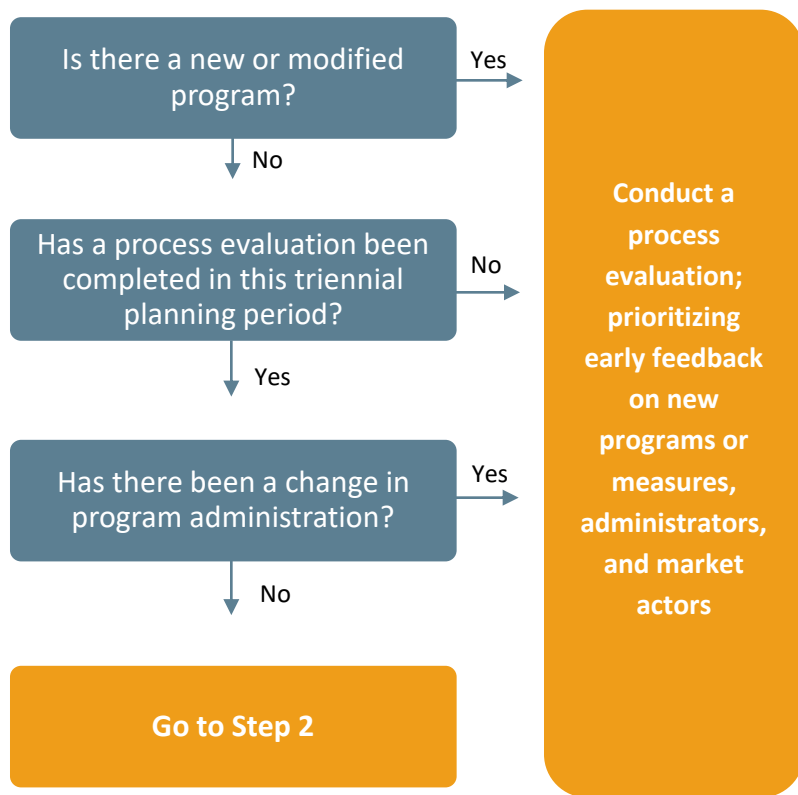 Is there a new or modified
program?
Yes
No
Has a process evaluation been
completed in this triennial
planning period?
No
Yes
Has there been a change in
program administration?
Yes
No
Go to Step 2
Conduct a
process
evaluation;
prioritizing
early feedback
on new
programs or
measures,
administrators,
and market
actors